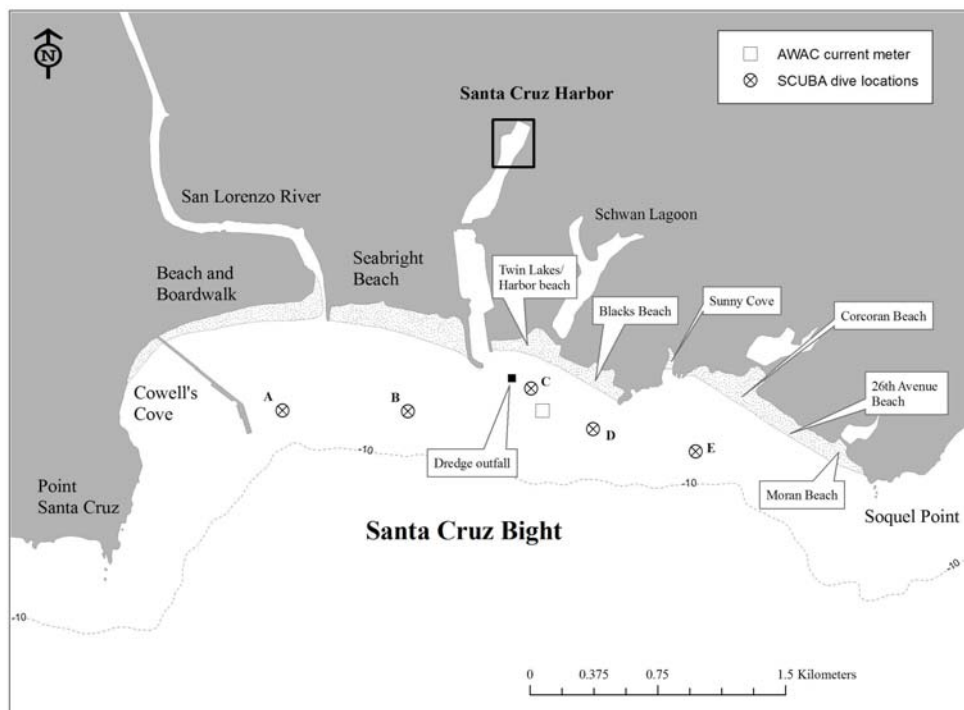 N
AWAC current meter
SCUBA dive locations
Santa Cruz Harbor
San Lorenzo River
Schwan Lagoon
Beach and
Boardwalk
Seabright
Beach
Twin Lakes/
Harbor beach
Blacks Beach
Sunny Cove
Corcoran Beach
26th Avenue
Beach
Cowell's
Cove
A
B
C
D
E
Dredge outfall
-10
-10
Moran Beach
Point
Santa Cruz
Soquel Point
Santa Cruz Bight
-10
-10
0
0.375
0.75
1.5 Kilometers